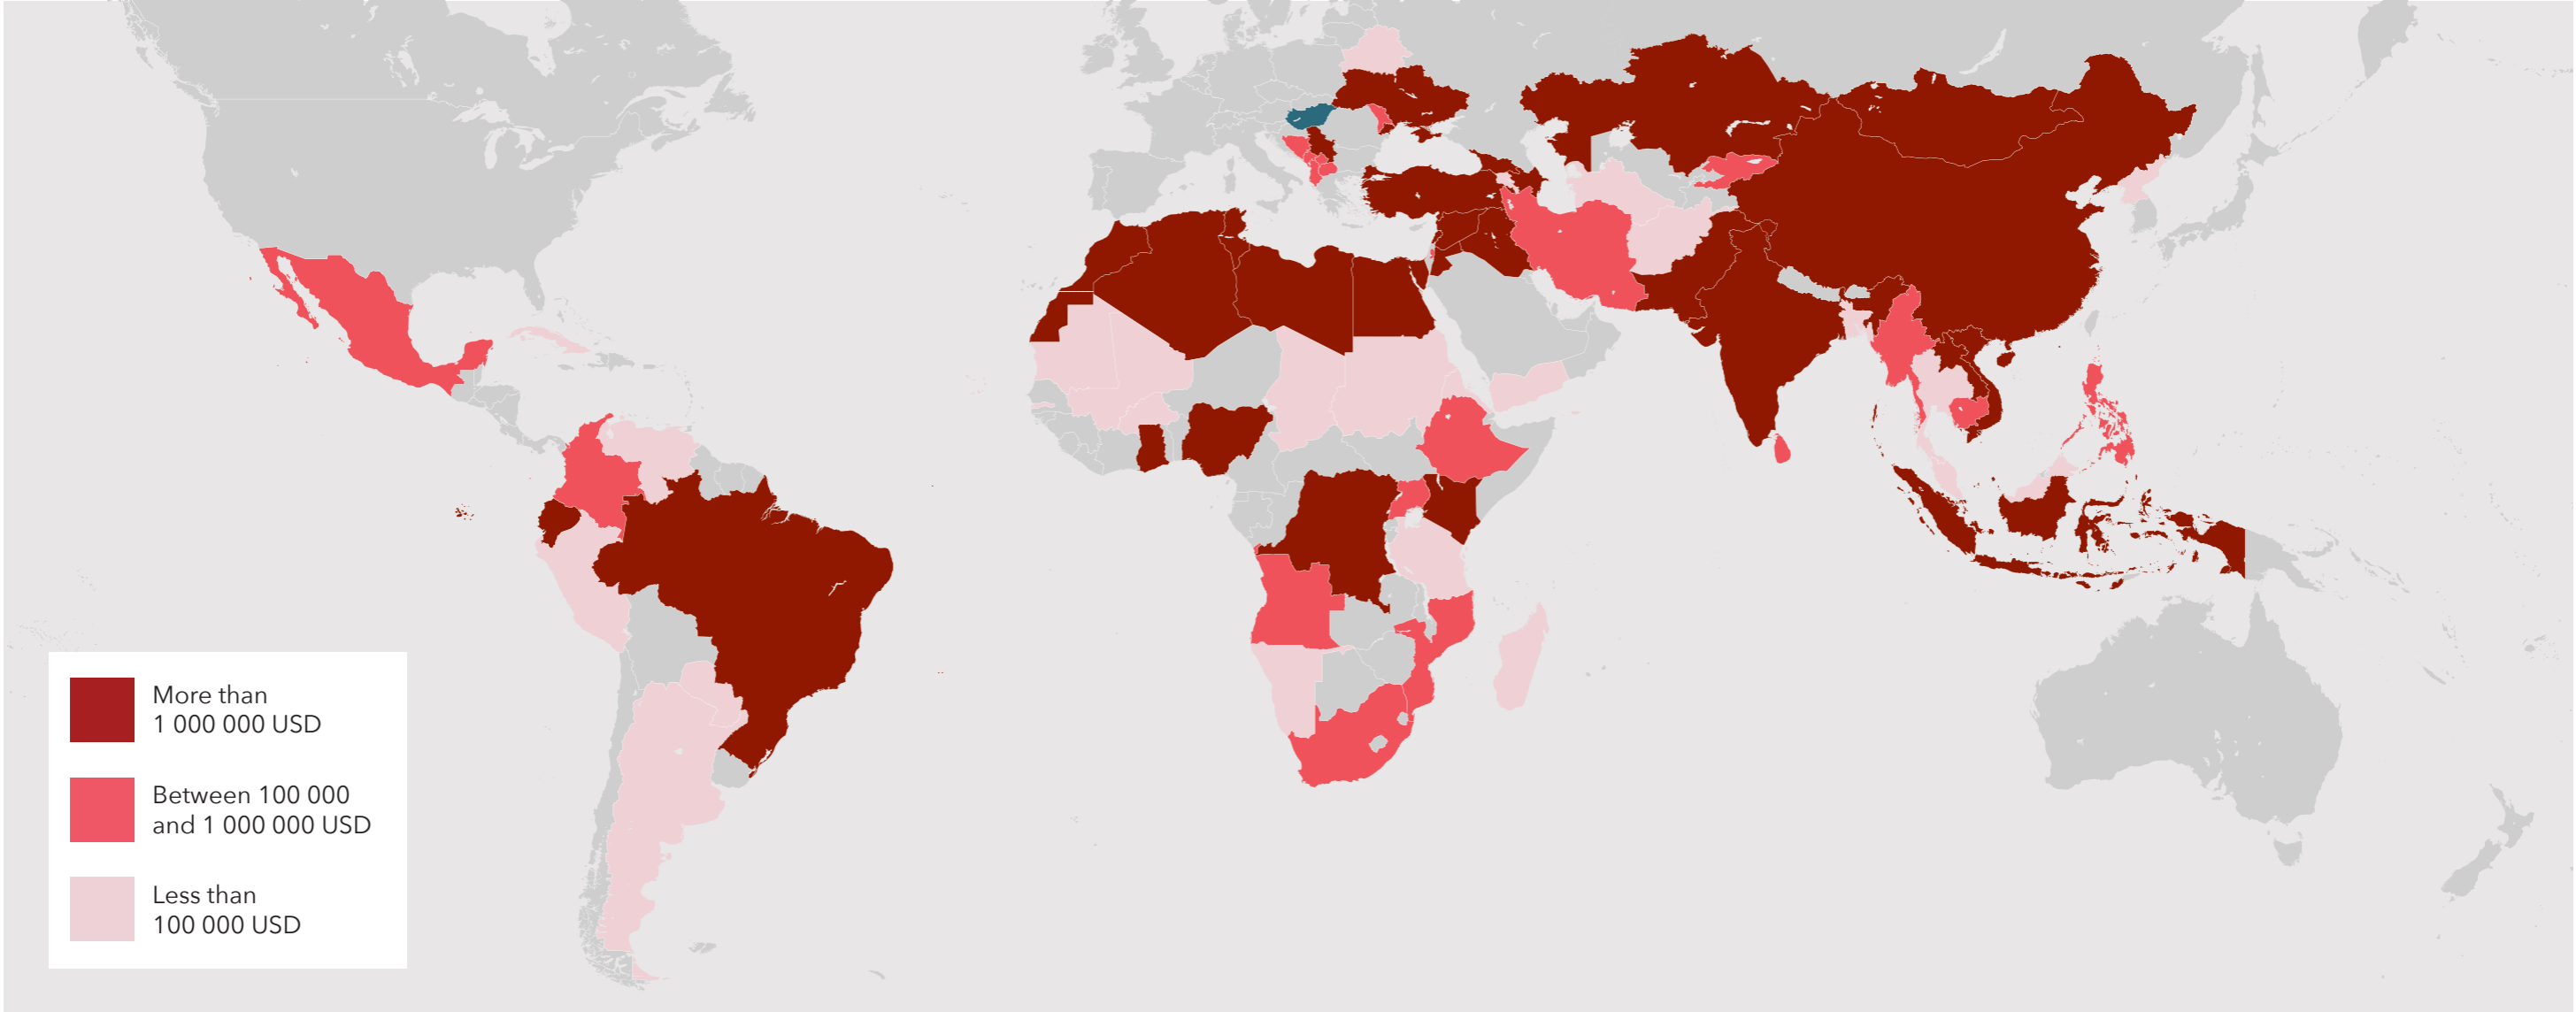 More than
1 000 000 USD
Between 100 000
and 1 000 000 USD
Less than
100 000 USD